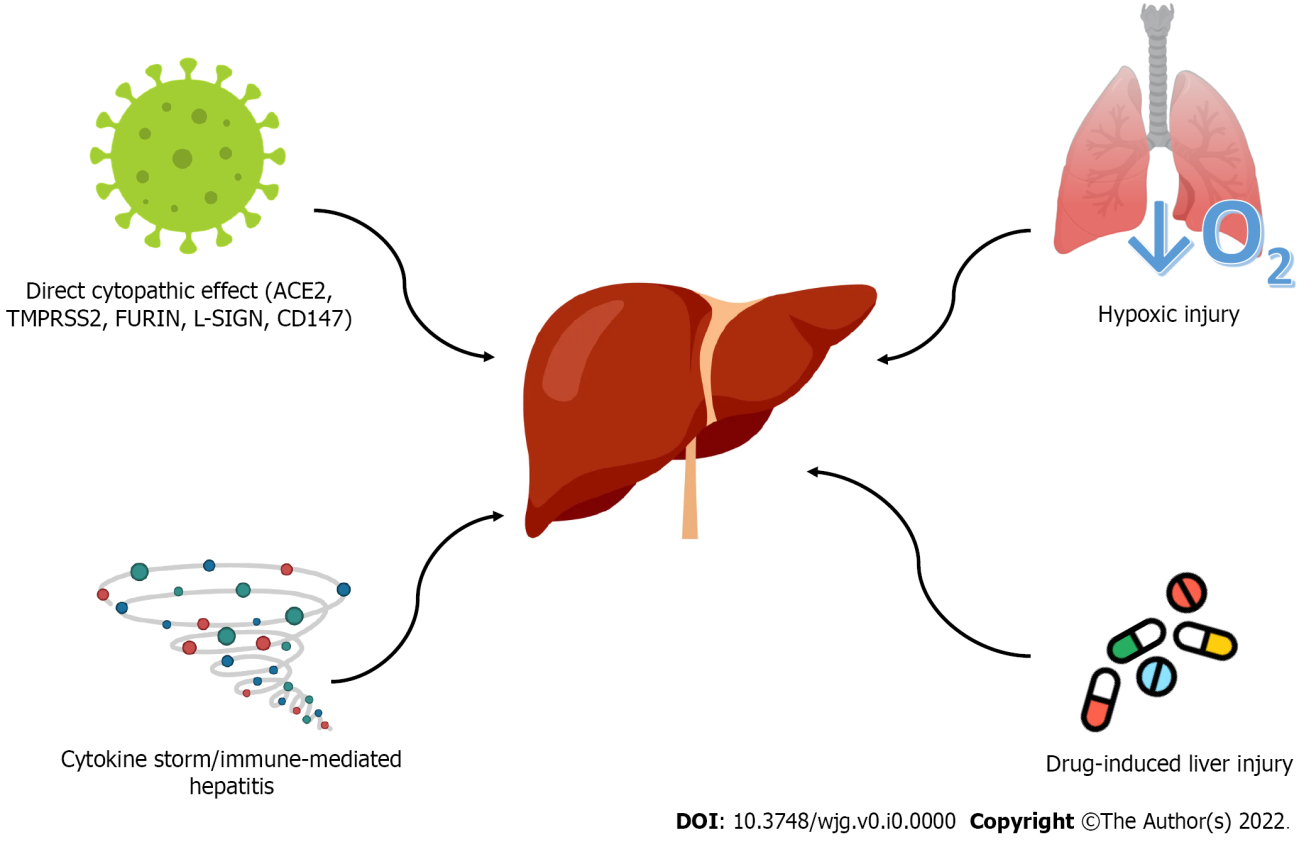 O2
Direct cytopathic effect (ACE2,
TMPRSS2, FURIN, L-SIGN, CD147)
Hypoxic injury
Cytokine storm/immune-mediated
hepatitis
Drug-induced liver injury
DOI: 10.3748/wjg.v0.i0.0000 Copyright ©The Author(s) 2022.